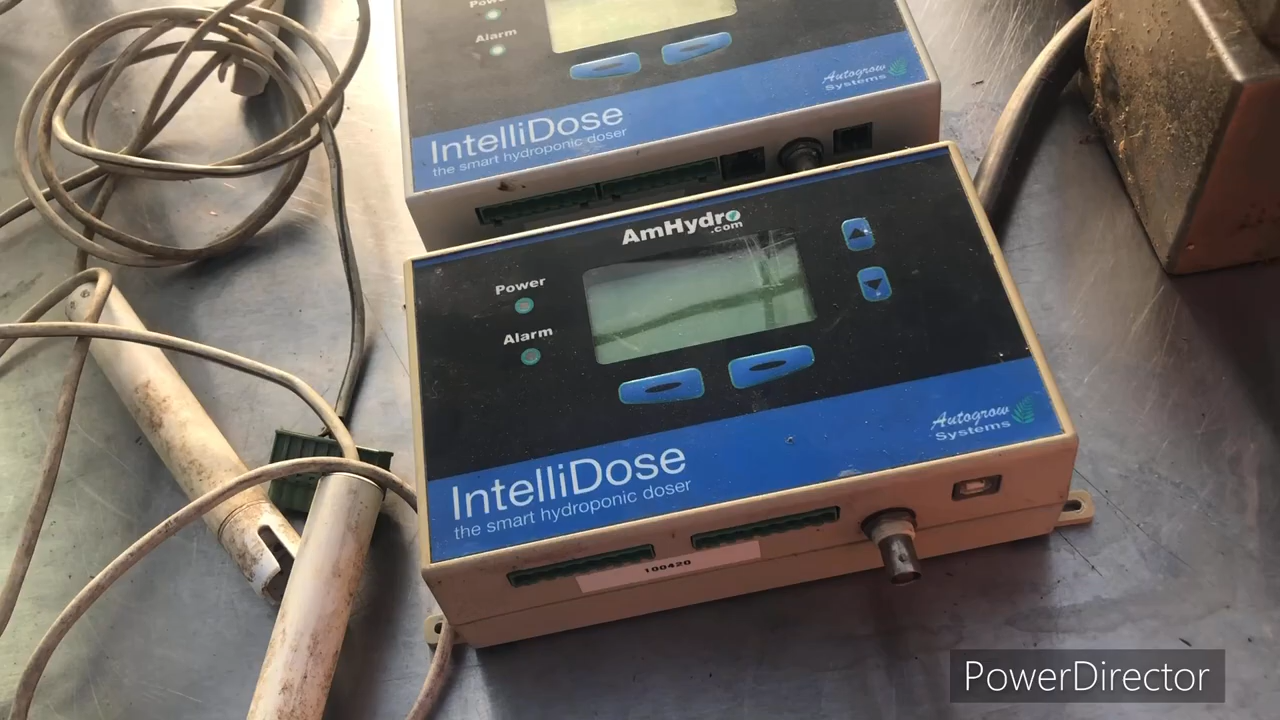 Power
Alarm
Autogrow
Systems
IntelliDose
the smart hydroponic doser
AmHydro
.com
Power
Alarm
Autogrow
Systems
IntelliDose
the smart hydroponic doser
100420
PowerDirector